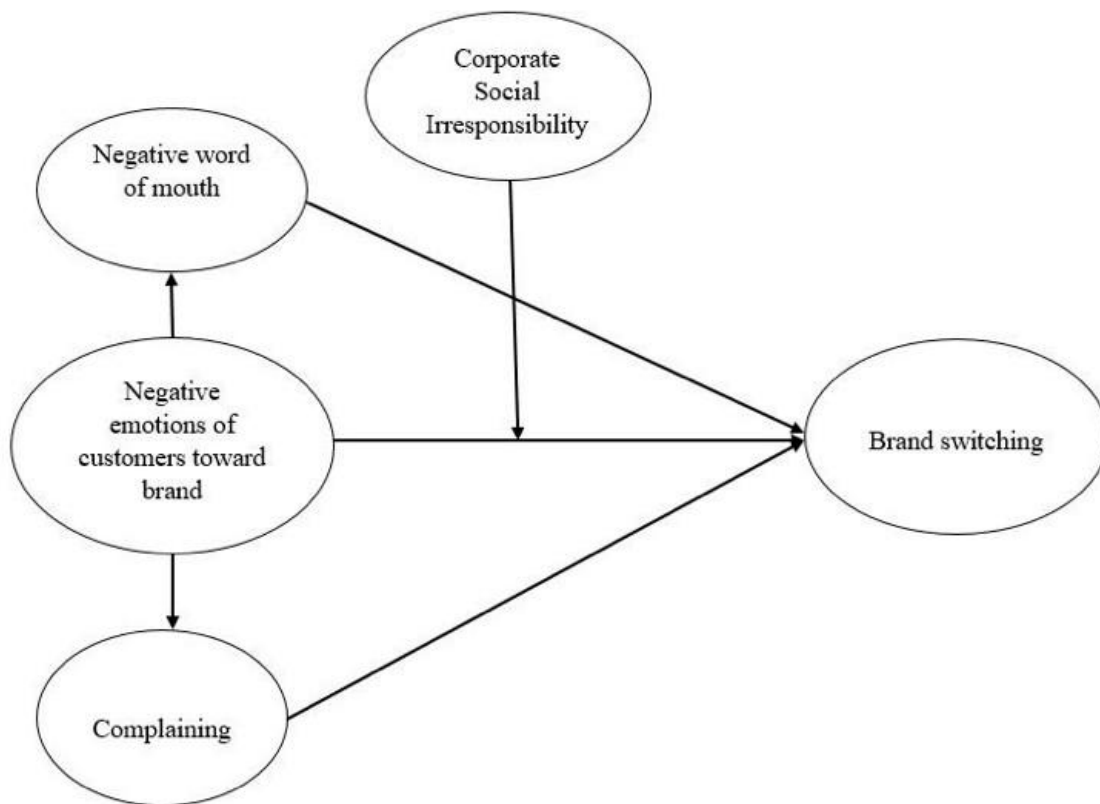 Corporate
Social
Irresponsibility
Negative word
of mouth
Negative
emotions of
customers toward
brand
Brand switching
Complaining